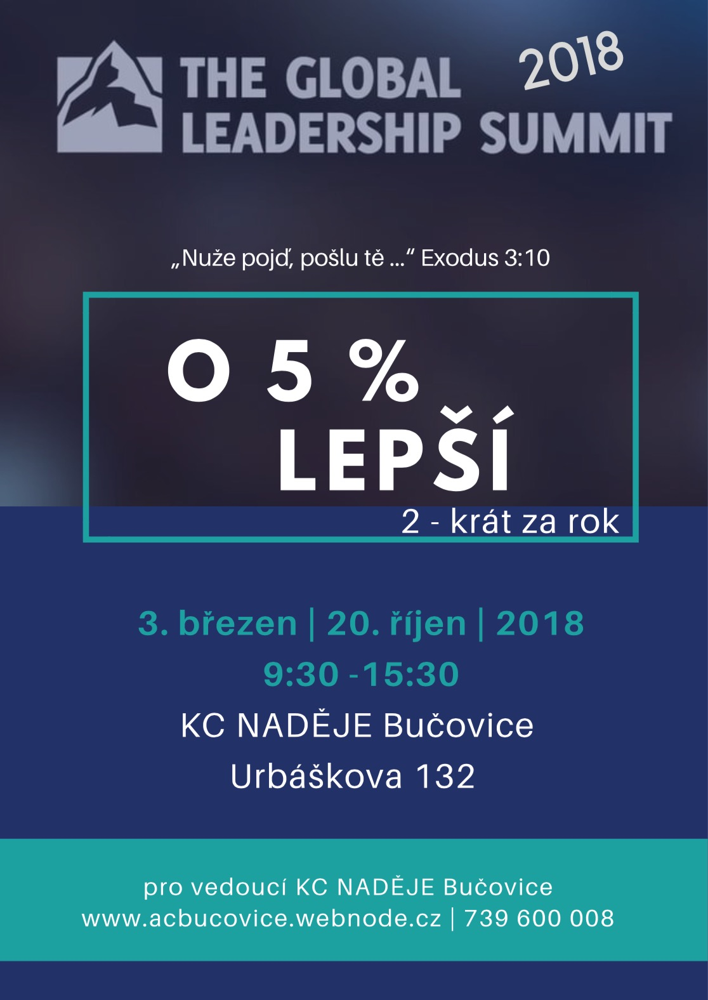 THE GLOBAL
LEADERSHIP SUMMIT
2018
„Nuže pojď, pošlu tě ...“ Exodus 3:10
O 5 %
LEPŠÍ
2 - krát za rok
3. březen | 20. říjen | 2018
9:30 -15:30
KC NADĚJE Bučovice
Urbáškova 132
pro vedoucí KC NADĚJE Bučovice
www.acbucovice.webnode.cz | 739 600 008